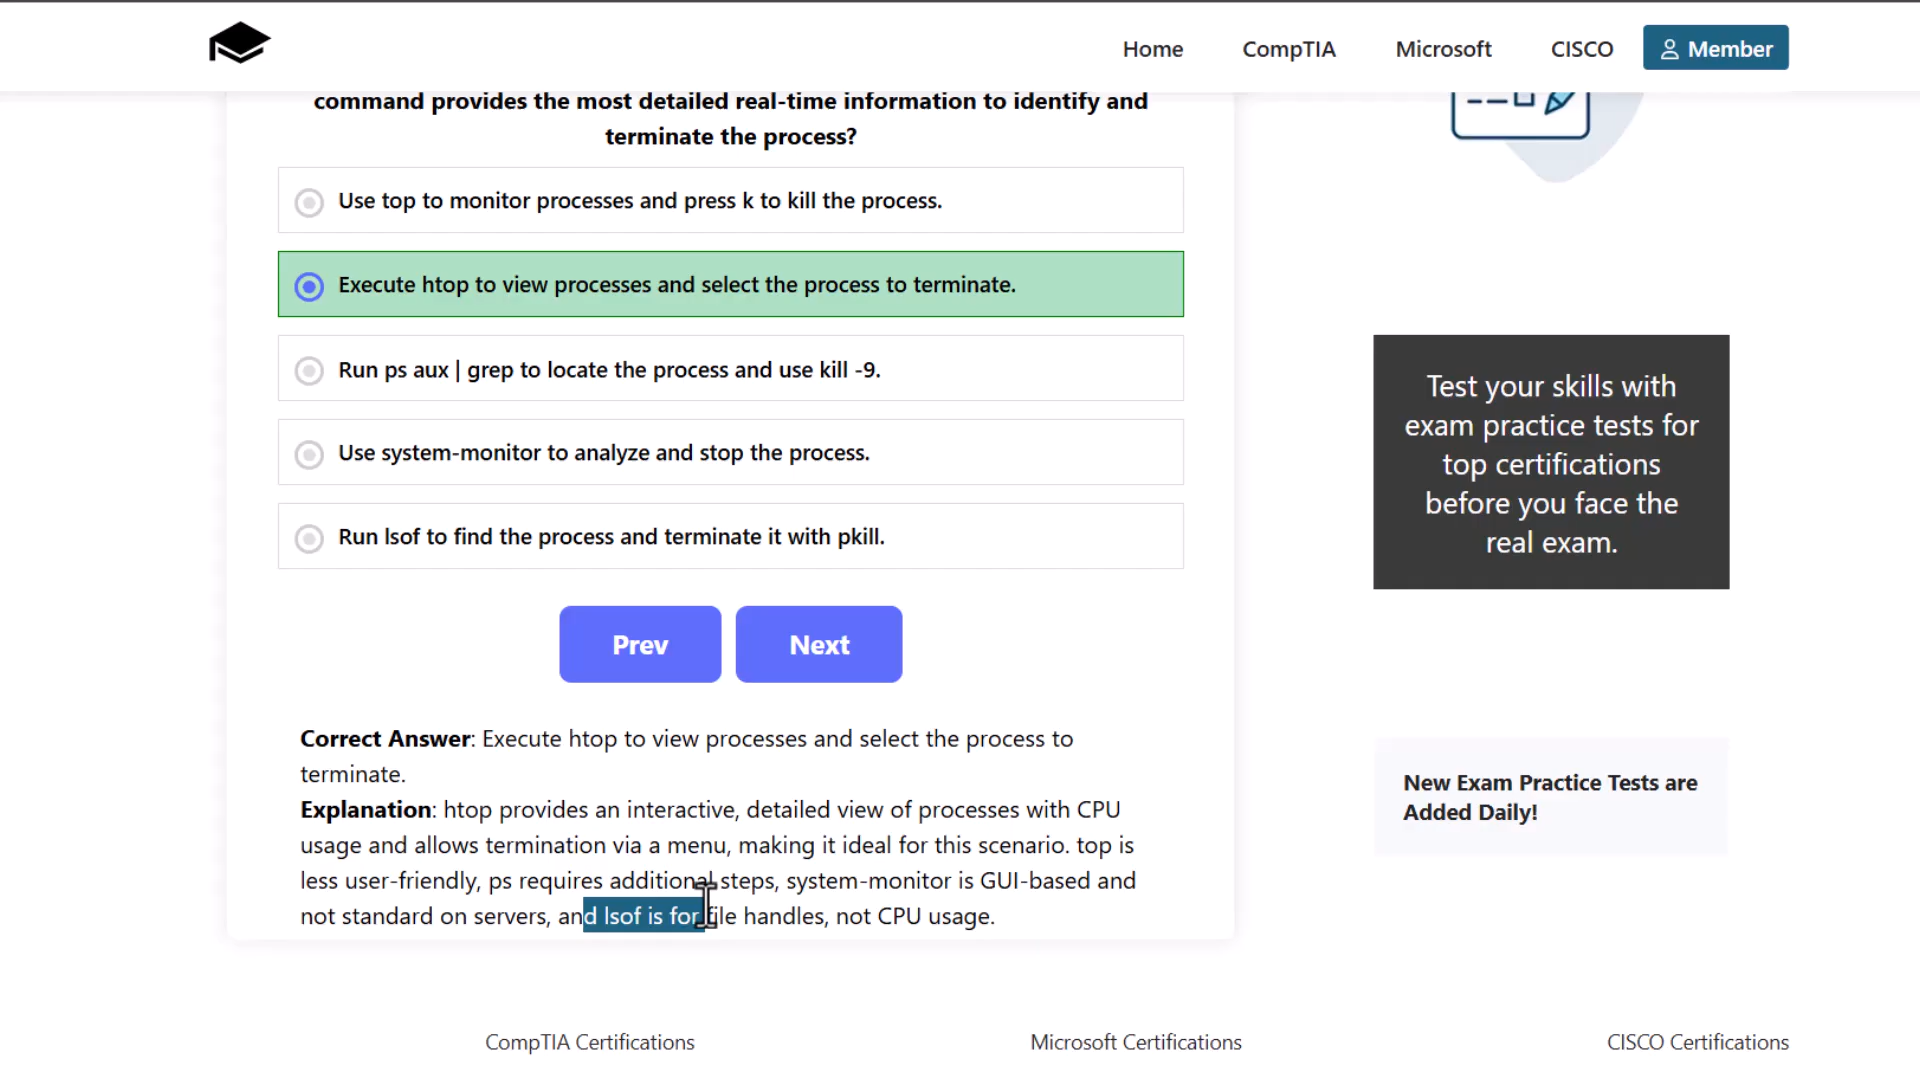 Home CompTIA Microsoft CISCO Member
command provides the most detailed real-time information to identify and
terminate the process?
Use top to monitor processes and press k to kill the process.
Execute htop to view processes and select the process to terminate.
Run ps aux | grep to locate the process and use kill -9.
Use system-monitor to analyze and stop the process.
Run lsof to find the process and terminate it with pkill.
Prev Next
Correct Answer: Execute htop to view processes and select the process to
terminate.
Explanation: htop provides an interactive, detailed view of processes with CPU
usage and allows termination via a menu, making it ideal for this scenario. top is
less user-friendly, ps requires additional steps, system-monitor is GUI-based and
not standard on servers, and lsof is for file handles, not CPU usage.
Test your skills with
exam practice tests for
top certifications
before you face the
real exam.
New Exam Practice Tests are
Added Daily!
CompTIA Certifications Microsoft Certifications CISCO Certifications